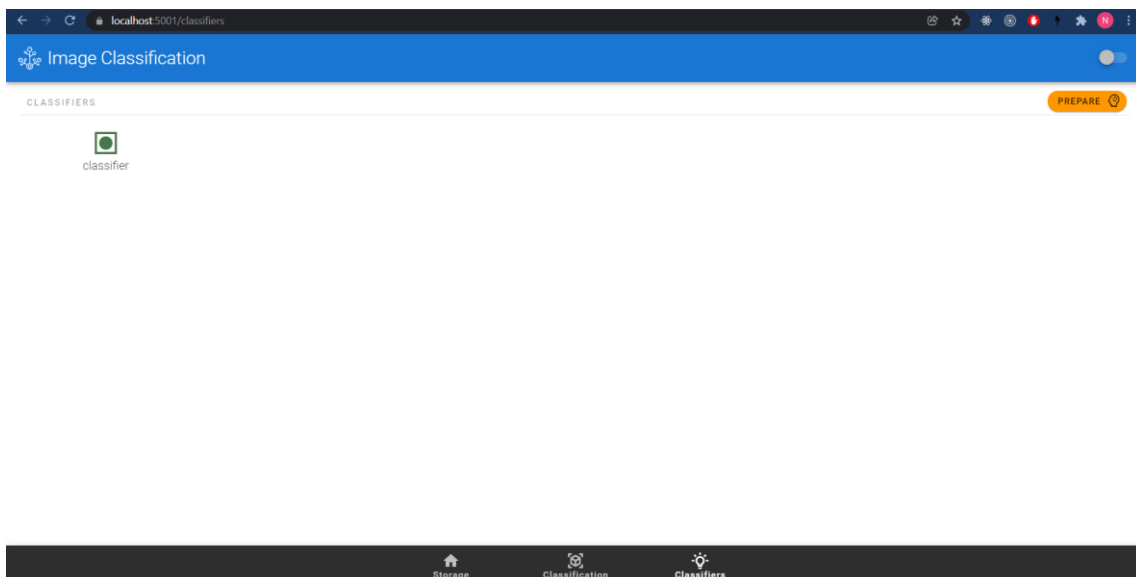 localhost:5001/classifiers
N
Image Classification
CLASSIFIERS
PREPARE
classifier
Storage Classification Classifiers